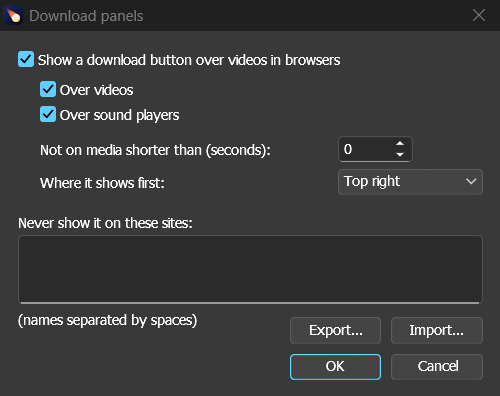 Download panels
Show a download button over videos in browsers
Over videos
Over sound players
Not on media shorter than (seconds): 0
Where it shows first: Top right
Never show it on these sites:
(names separated by spaces)
Export... Import...
OK Cancel